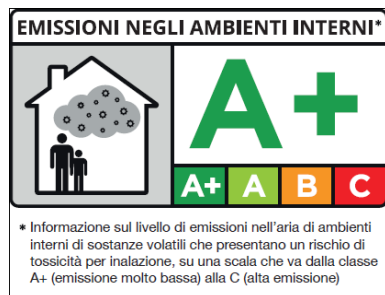 EMISSIONI NEGLI AMBIENTI INTERNI*
A+
A+ A B C
* Informazione sul livello di emissioni nell'aria di ambienti
interni di sostanze volatili che presentano un rischio di
tossicità per inalazione, su una scala che va dalla classe
A+ (emissione molto bassa) alla C (alta emissione)